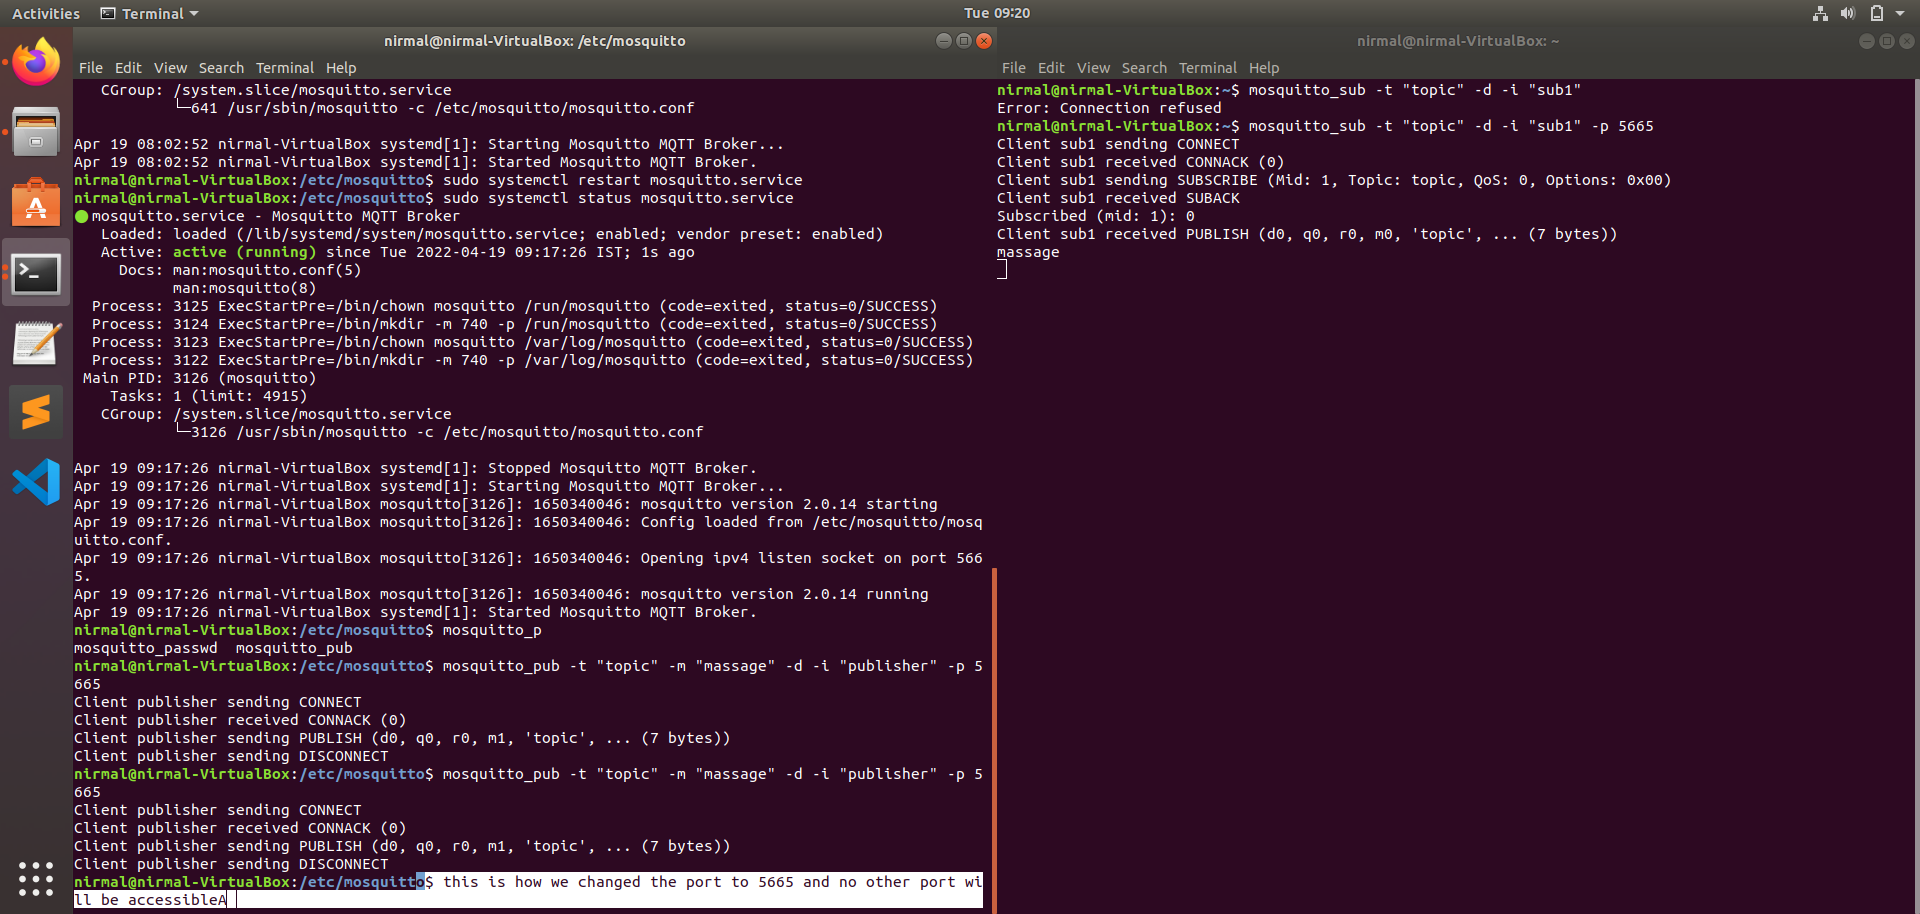 Activities Terminal Tue 09:20
nirmal@nirmal-VirtualBox: /etc/mosquitto
File Edit View Search Terminal Help
CGroup: /system.slice/mosquitto.service
└─641 /usr/sbin/mosquitto -c /etc/mosquitto/mosquitto.conf
Apr 19 08:02:52 nirmal-VirtualBox systemd[1]: Starting Mosquitto MQTT Broker...
Apr 19 08:02:52 nirmal-VirtualBox systemd[1]: Started Mosquitto MQTT Broker.
nirmal@nirmal-VirtualBox:/etc/mosquitto$ sudo systemctl restart mosquitto.service
nirmal@nirmal-VirtualBox:/etc/mosquitto$ sudo systemctl status mosquitto.service
● mosquitto.service - Mosquitto MQTT Broker
Loaded: loaded (/lib/systemd/system/mosquitto.service; enabled; vendor preset: enabled)
Active: active (running) since Tue 2022-04-19 09:17:26 IST; 1s ago
Docs: man:mosquitto.conf(5)
man:mosquitto(8)
Process: 3125 ExecStartPre=/bin/chown mosquitto /run/mosquitto (code=exited, status=0/SUCCESS)
Process: 3124 ExecStartPre=/bin/mkdir -m 740 -p /run/mosquitto (code=exited, status=0/SUCCESS)
Process: 3123 ExecStartPre=/bin/chown mosquitto /var/log/mosquitto (code=exited, status=0/SUCCESS)
Process: 3122 ExecStartPre=/bin/mkdir -m 740 -p /var/log/mosquitto (code=exited, status=0/SUCCESS)
Main PID: 3126 (mosquitto)
Tasks: 1 (limit: 4915)
CGroup: /system.slice/mosquitto.service
└─3126 /usr/sbin/mosquitto -c /etc/mosquitto/mosquitto.conf
Apr 19 09:17:26 nirmal-VirtualBox systemd[1]: Stopped Mosquitto MQTT Broker.
Apr 19 09:17:26 nirmal-VirtualBox systemd[1]: Starting Mosquitto MQTT Broker...
Apr 19 09:17:26 nirmal-VirtualBox mosquitto[3126]: 1650340046: mosquitto version 2.0.14 starting
Apr 19 09:17:26 nirmal-VirtualBox mosquitto[3126]: 1650340046: Config loaded from /etc/mosquitto/mosq
uitto.conf.
Apr 19 09:17:26 nirmal-VirtualBox mosquitto[3126]: 1650340046: Opening ipv4 listen socket on port 566
5.
Apr 19 09:17:26 nirmal-VirtualBox mosquitto[3126]: 1650340046: mosquitto version 2.0.14 running
Apr 19 09:17:26 nirmal-VirtualBox systemd[1]: Started Mosquitto MQTT Broker.
nirmal@nirmal-VirtualBox:/etc/mosquitto$ mosquitto_p
mosquitto_passwd mosquitto_pub
nirmal@nirmal-VirtualBox:/etc/mosquitto$ mosquitto_pub -t "topic" -m "massage" -d -i "publisher" -p 5
665
Client publisher sending CONNECT
Client publisher received CONNACK (0)
Client publisher sending PUBLISH (d0, q0, r0, m1, 'topic', ... (7 bytes))
Client publisher sending DISCONNECT
nirmal@nirmal-VirtualBox:/etc/mosquitto$ mosquitto_pub -t "topic" -m "massage" -d -i "publisher" -p 5
665
Client publisher sending CONNECT
Client publisher received CONNACK (0)
Client publisher sending PUBLISH (d0, q0, r0, m1, 'topic', ... (7 bytes))
Client publisher sending DISCONNECT
nirmal@nirmal-VirtualBox:/etc/mosquitto$ this is how we changed the port to 5665 and no other port wi
ll be accessibleA
nirmal@nirmal-VirtualBox: ~
File Edit View Search Terminal Help
nirmal@nirmal-VirtualBox:~$ mosquitto_sub -t "topic" -d -i "sub1"
Error: Connection refused
nirmal@nirmal-VirtualBox:~$ mosquitto_sub -t "topic" -d -i "sub1" -p 5665
Client sub1 sending CONNECT
Client sub1 received CONNACK (0)
Client sub1 sending SUBSCRIBE (Mid: 1, Topic: topic, QoS: 0, Options: 0x00)
Client sub1 received SUBACK
Subscribed (mid: 1): 0
Client sub1 received PUBLISH (d0, q0, r0, m0, 'topic', ... (7 bytes))
massage